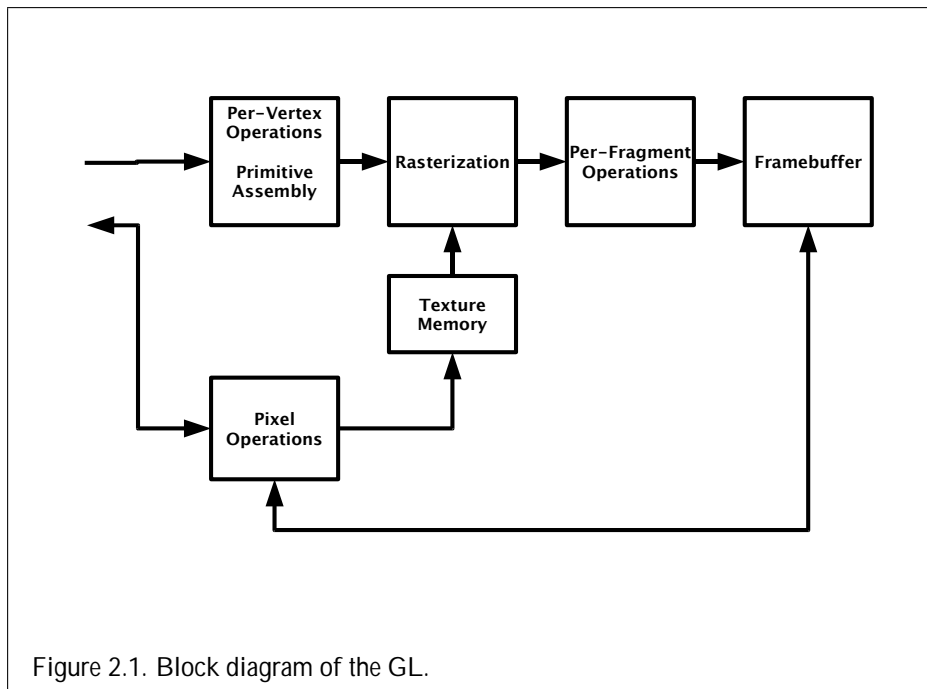 Per-Vertex
Operations
Primitive
Assembly
Rasterization
Per-Fragment
Operations
Framebuffer
Texture
Memory
Pixel
Operations
Figure 2.1. Block diagram of the GL.